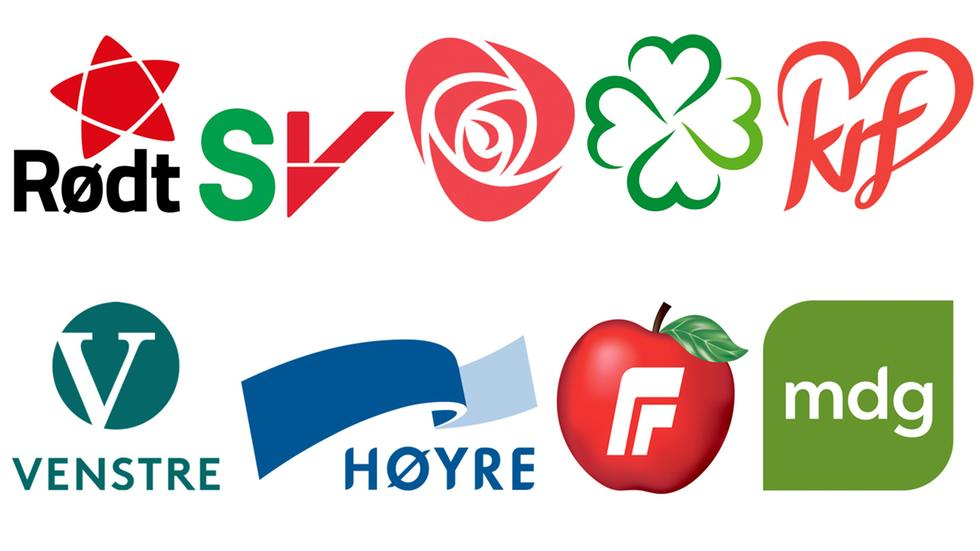 Rødt
SV
krf
VENSTRE
HØYRE
F
mdg